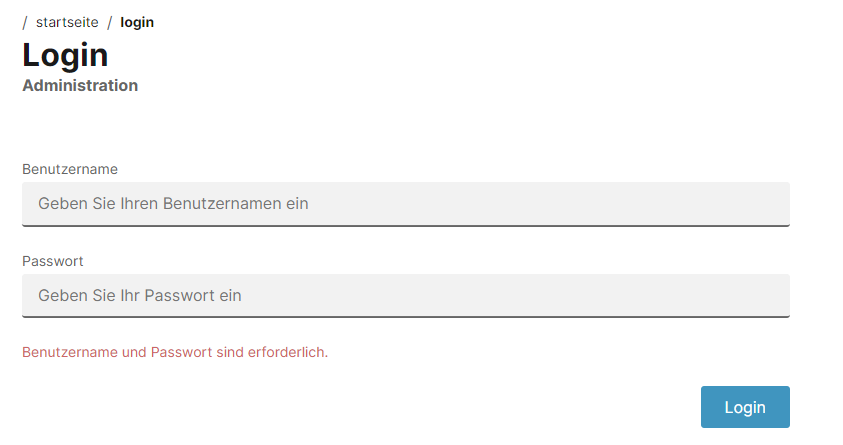 / startseite / login
Login
Administration
Benutzername
Geben Sie Ihren Benutzernamen ein
Passwort
Geben Sie Ihr Passwort ein
Benutzername und Passwort sind erforderlich.
Login